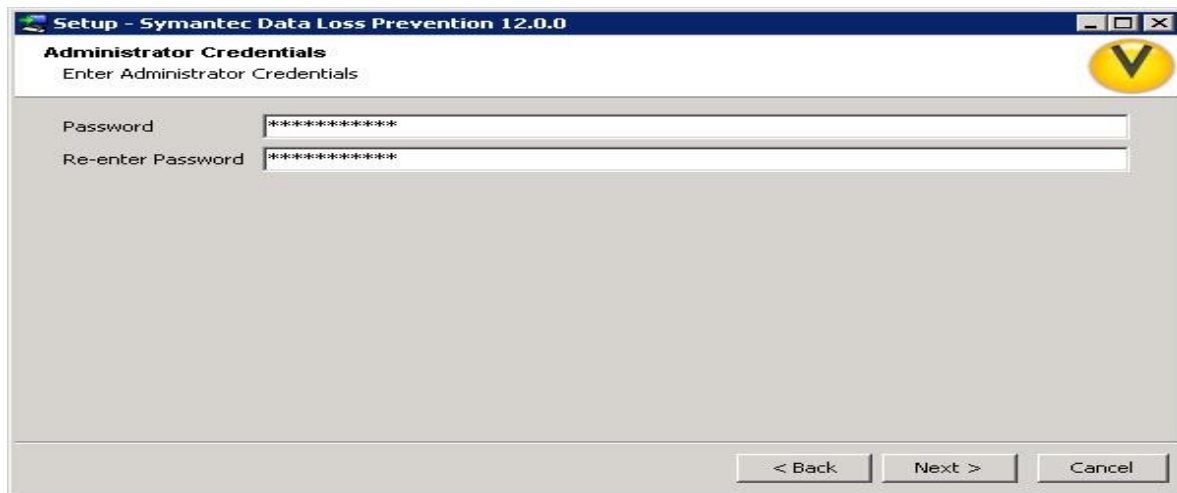 Setup - Symantec Data Loss Prevention 12.0.0
Administrator Credentials
Enter Administrator Credentials
Password ***********
Re-enter Password ***********
< Back Next > Cancel